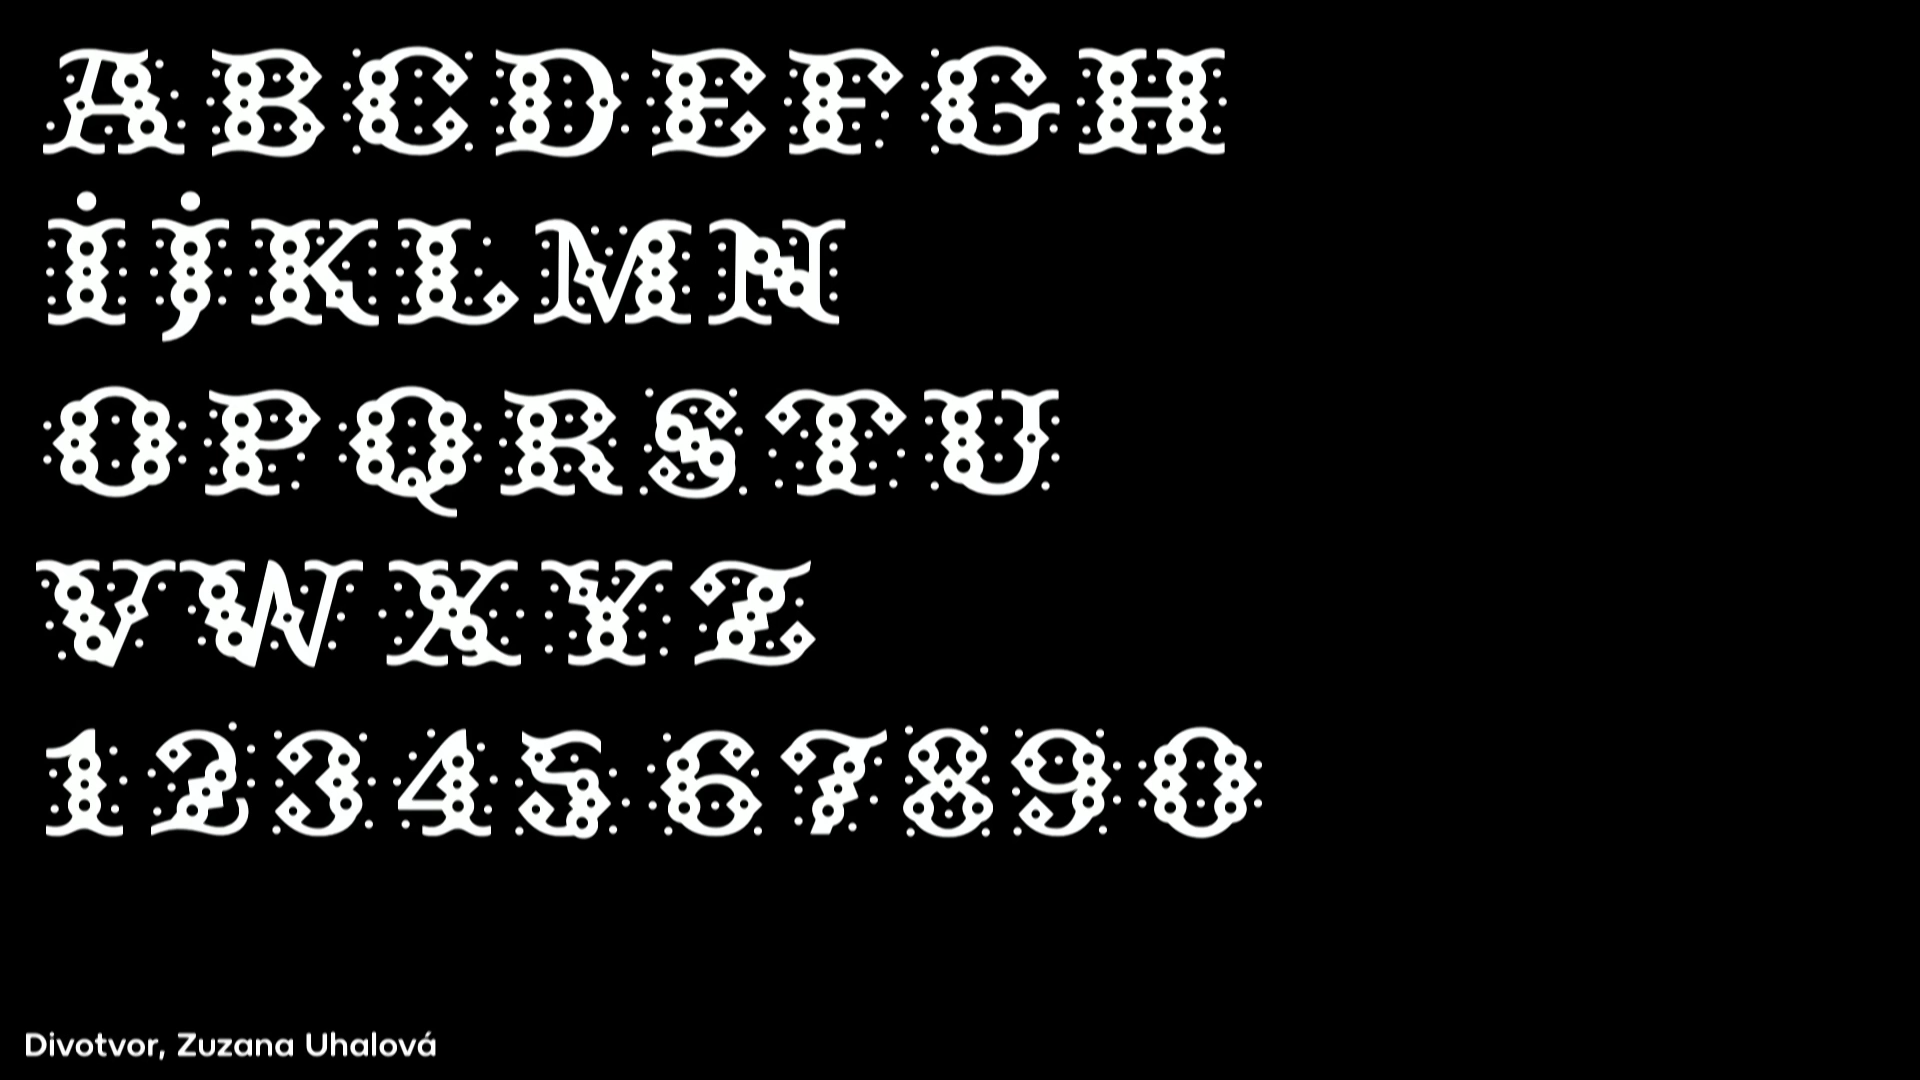 ABCDEFGH
IJKLMN
OPQRSTU
VWXYZ
1234567890
Divotvor, Zuzana Uhalová